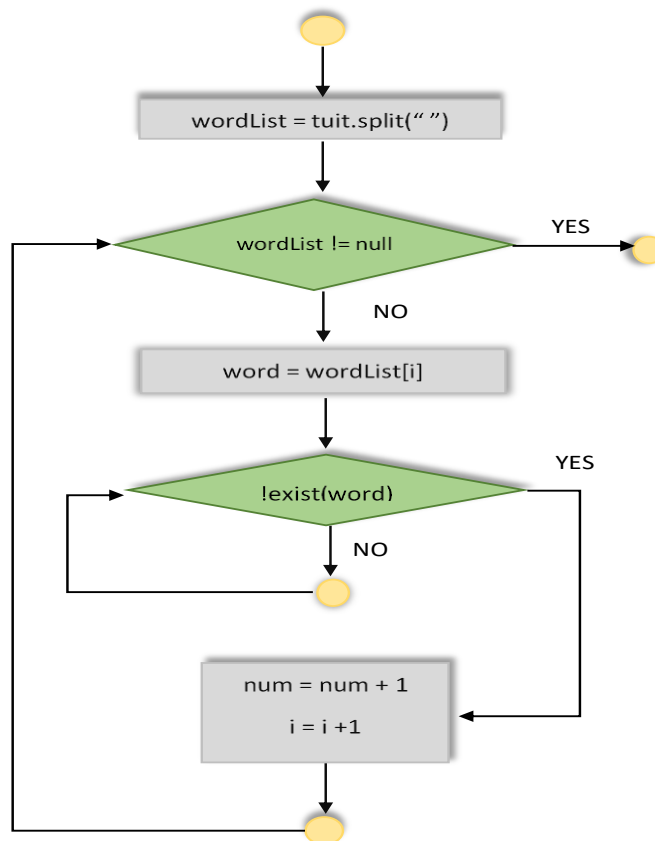 wordList = tuit.split(“ ”)
wordList != null
YES
NO
word = wordList[i]
YES
!exist(word)
NO
num = num + 1
i = i +1